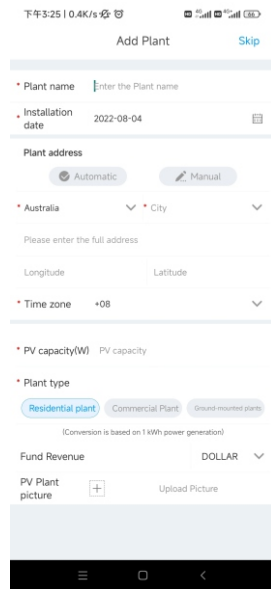 下午3:25 | 0.4K/s
Add Plant
Skip
* Plant name Enter the Plant name
* Installation date 2022-08-04
Plant address
Automatic Manual
* Australia * City
Please enter the full address
Longitude Latitude
* Time zone +08
* PV capacity(W) PV capacity
* Plant type
Residential plant Commercial Plant Ground-mounted plants
(Conversion is based on 1 kWh power generation)
Fund Revenue DOLLAR
PV Plant picture Upload Picture